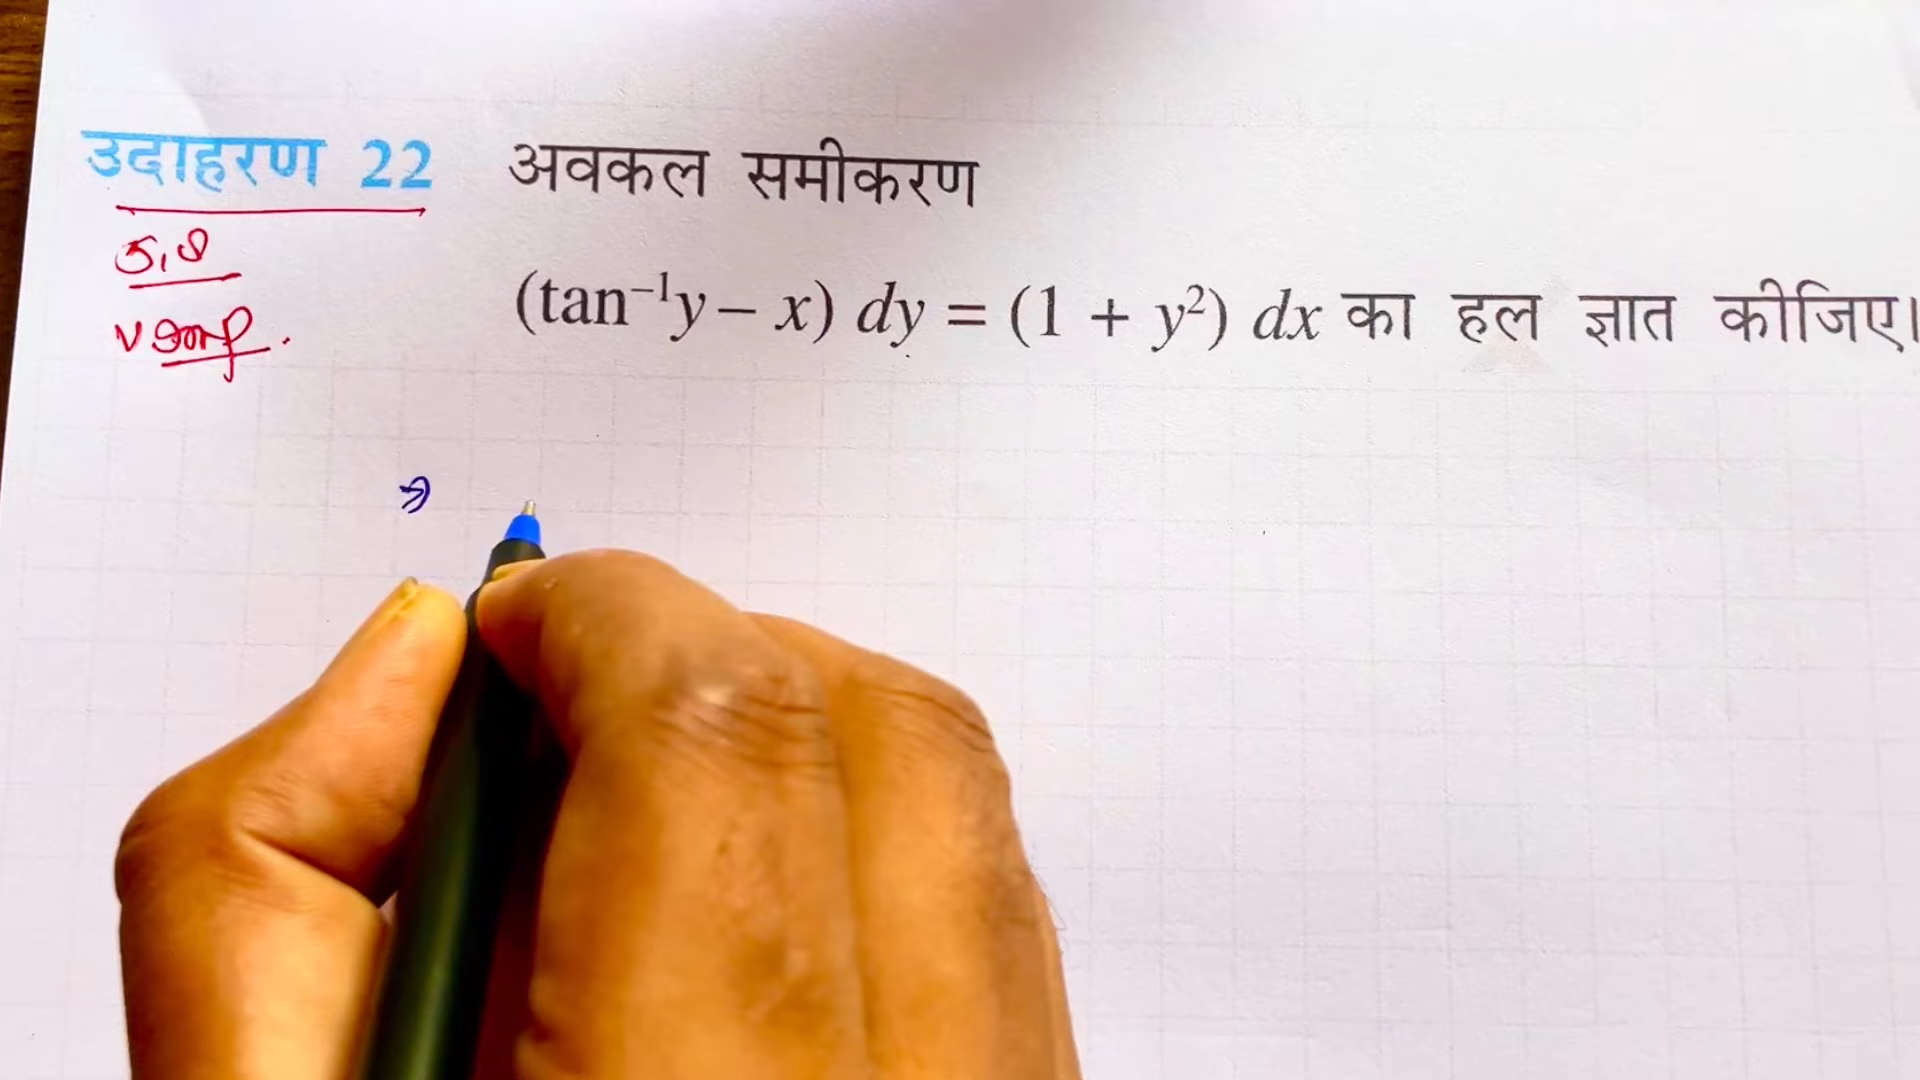 उदाहरण 22 अवकल समीकरण
(tan⁻¹y – x) dy = (1 + y²) dx का हल ज्ञात कीजिए।
⇒